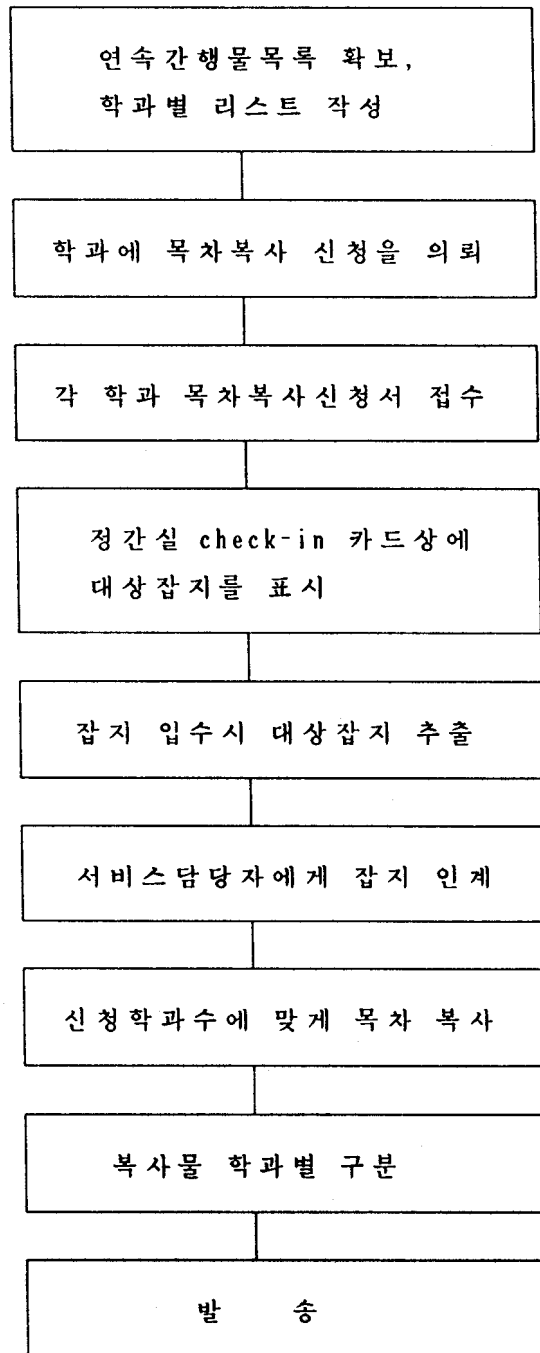 연속간행물목록 확보,
학과별 리스트 작성
학과에 목차복사 신청을 의뢰
각 학과 목차복사신청서 접수
정간실 check-in 카드상에
대상잡지를 표시
잡지 입수시 대상잡지 추출
서비스담당자에게 잡지 인계
신청학과수에 맞게 목차 복사
복사물 학과별 구분
발 송